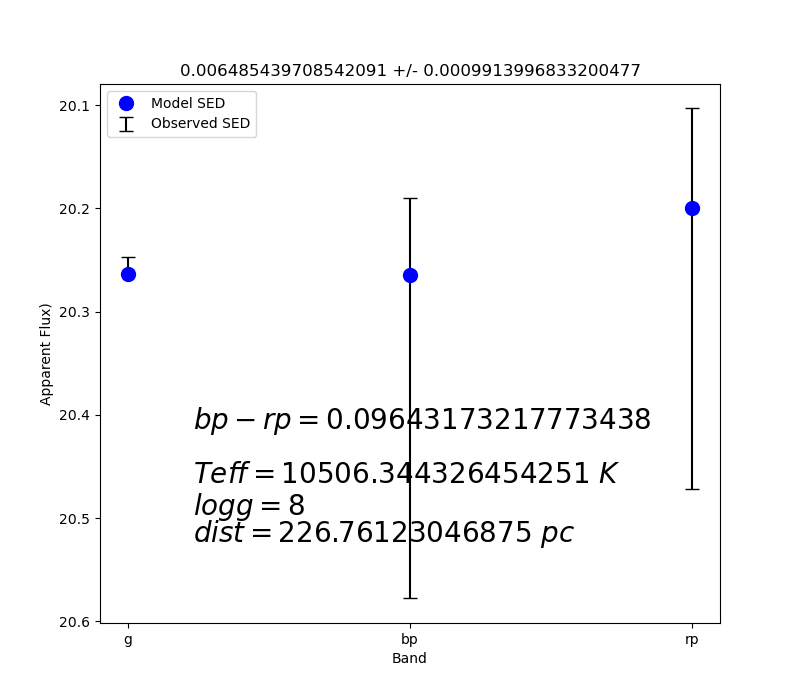 0.006485439708542091 +/- 0.0009913996833200477
Model SED
Observed SED
20.1
20.2
20.3
20.4
20.5
20.6
Apparent Flux)
bp − rp = 0.09643173217773438
Teff = 10506.344326454251 K
logg = 8
dist = 226.76123046875 pc
g bp rp
Band